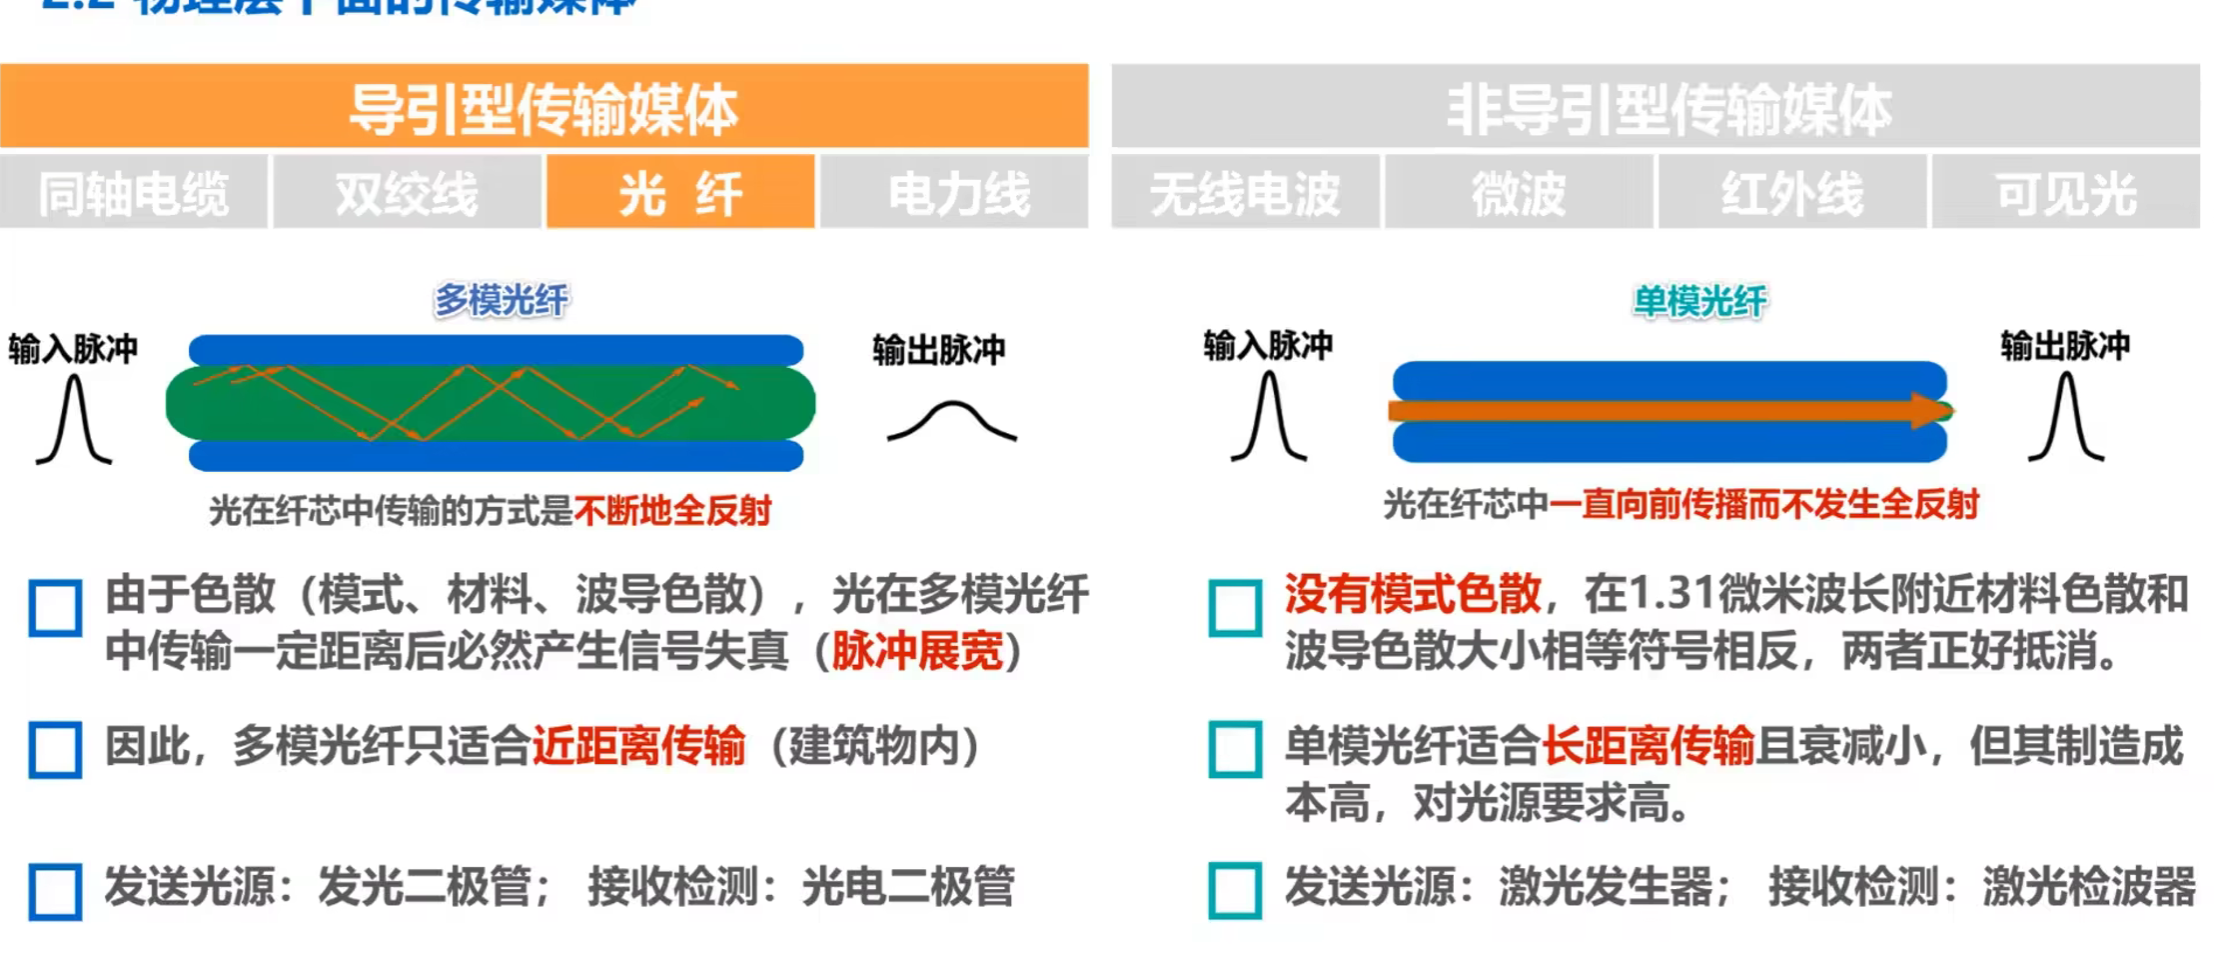 2.2 物理层下面的传输媒体
导引型传输媒体
非导引型传输媒体
同轴电缆
双绞线
光 纤
电力线
无线电波
微波
红外线
可见光
多模光纤
输入脉冲
输出脉冲
光在纤芯中传输的方式是不断地全反射
由于色散（模式、材料、波导色散），光在多模光纤
中传输一定距离后必然产生信号失真（脉冲展宽）
因此，多模光纤只适合近距离传输（建筑物内）
发送光源：发光二极管； 接收检测：光电二极管
单模光纤
输入脉冲
输出脉冲
光在纤芯中一直向前传播而不发生全反射
没有模式色散，在1.31微米波长附近材料色散和
波导色散大小相等符号相反，两者正好抵消。
单模光纤适合长距离传输且衰减小，但其制造成
本高，对光源要求高。
发送光源：激光发生器； 接收检测：激光检波器